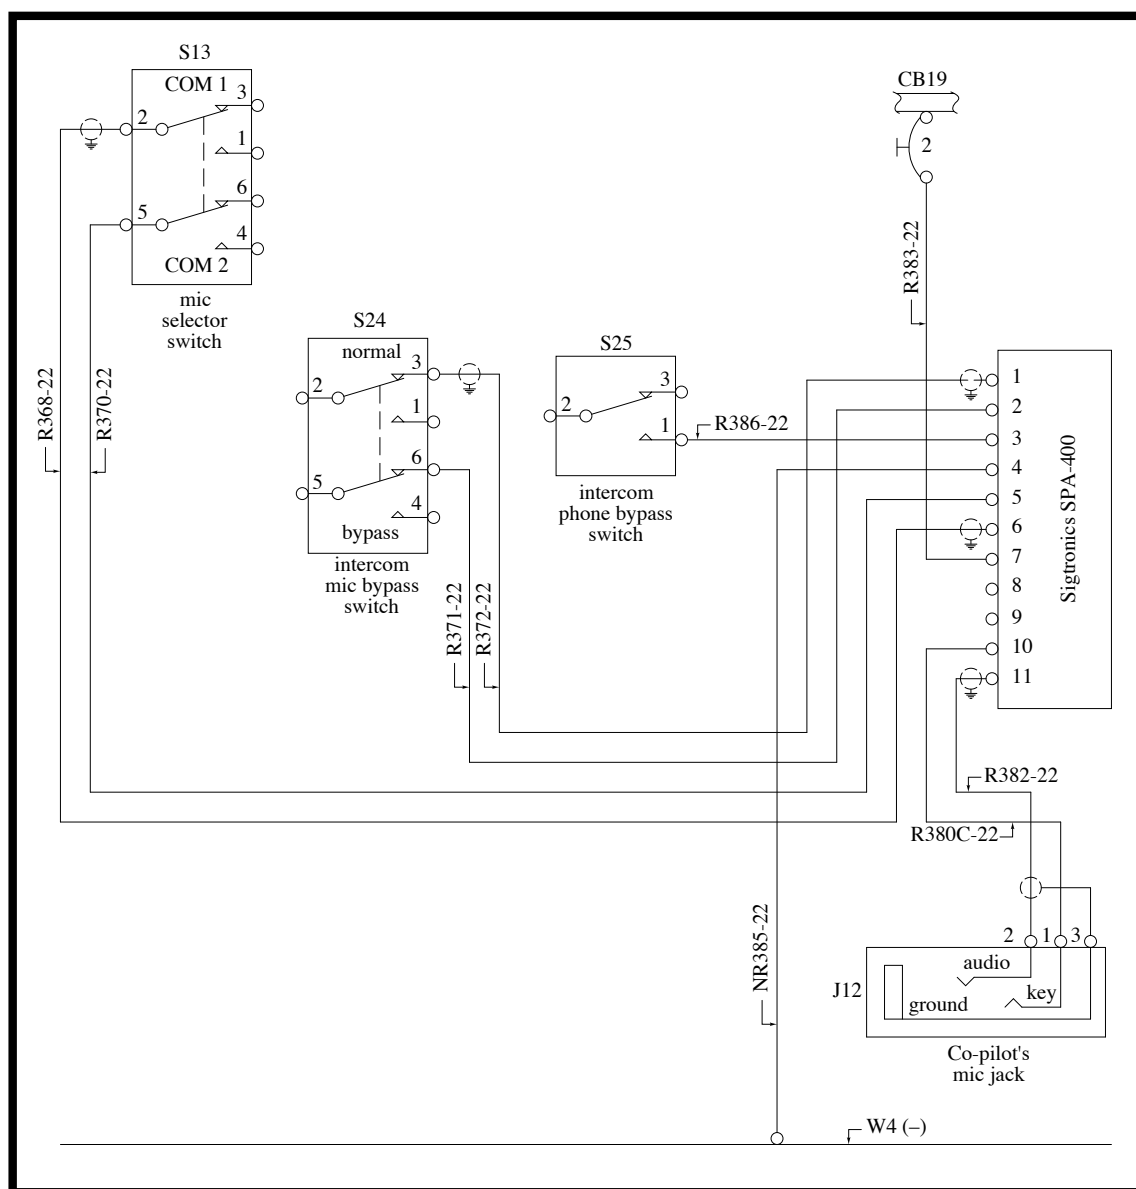 S13
COM 1
3
2
1
6
5
4
COM 2
mic
selector
switch
CB19
2
R383-22
R368-22
R370-22
S24
normal
3
2
1
6
5
4
bypass
intercom
mic bypass
switch
R371-22
R372-22
S25
3
2
1
R386-22
intercom
phone bypass
switch
1
2
3
4
5
6
7
8
9
10
11
Sigtronics SPA-400
R382-22
R380C-22
NR385-22
2 1 3
audio
key
ground
J12
Co-pilot's
mic jack
W4 (–)